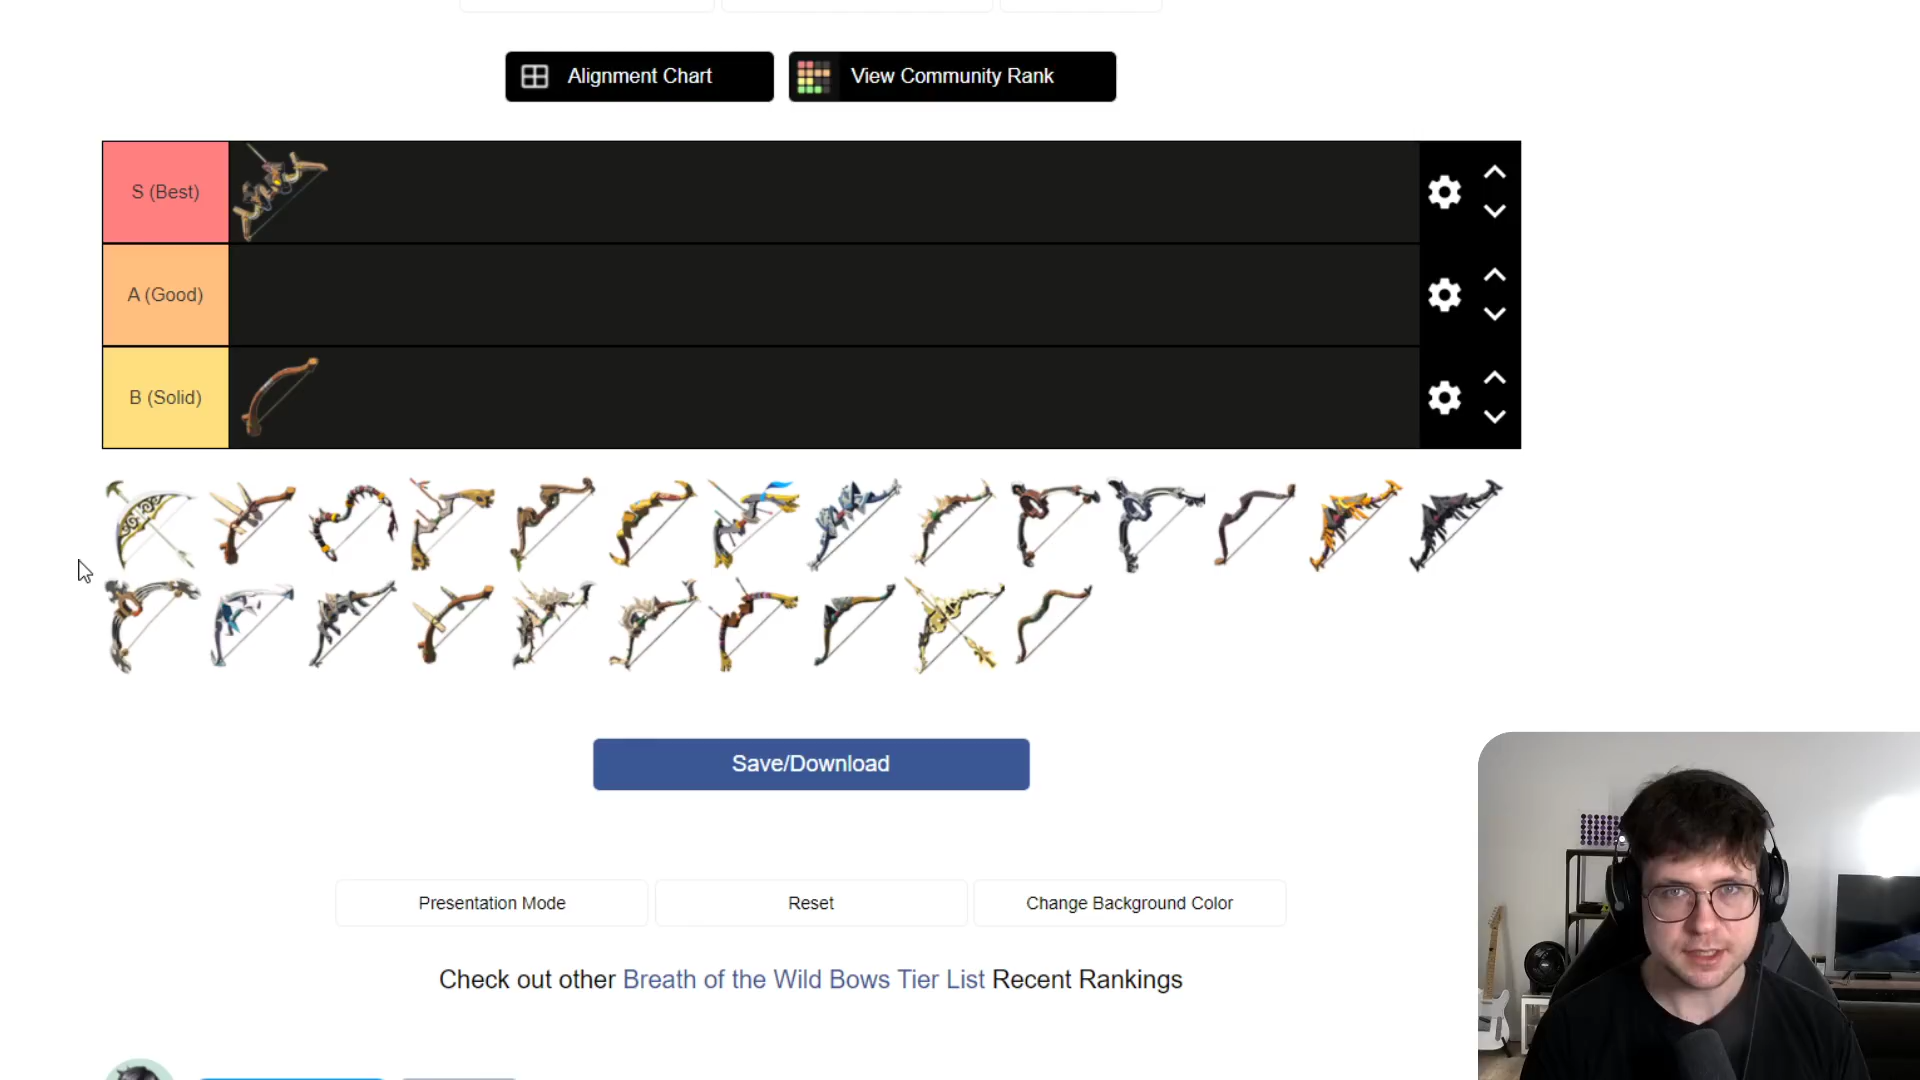 Alignment Chart
View Community Rank
S (Best)
A (Good)
B (Solid)
Save/Download
Presentation Mode
Reset
Change Background Color
Check out other Breath of the Wild Bows Tier List Recent Rankings